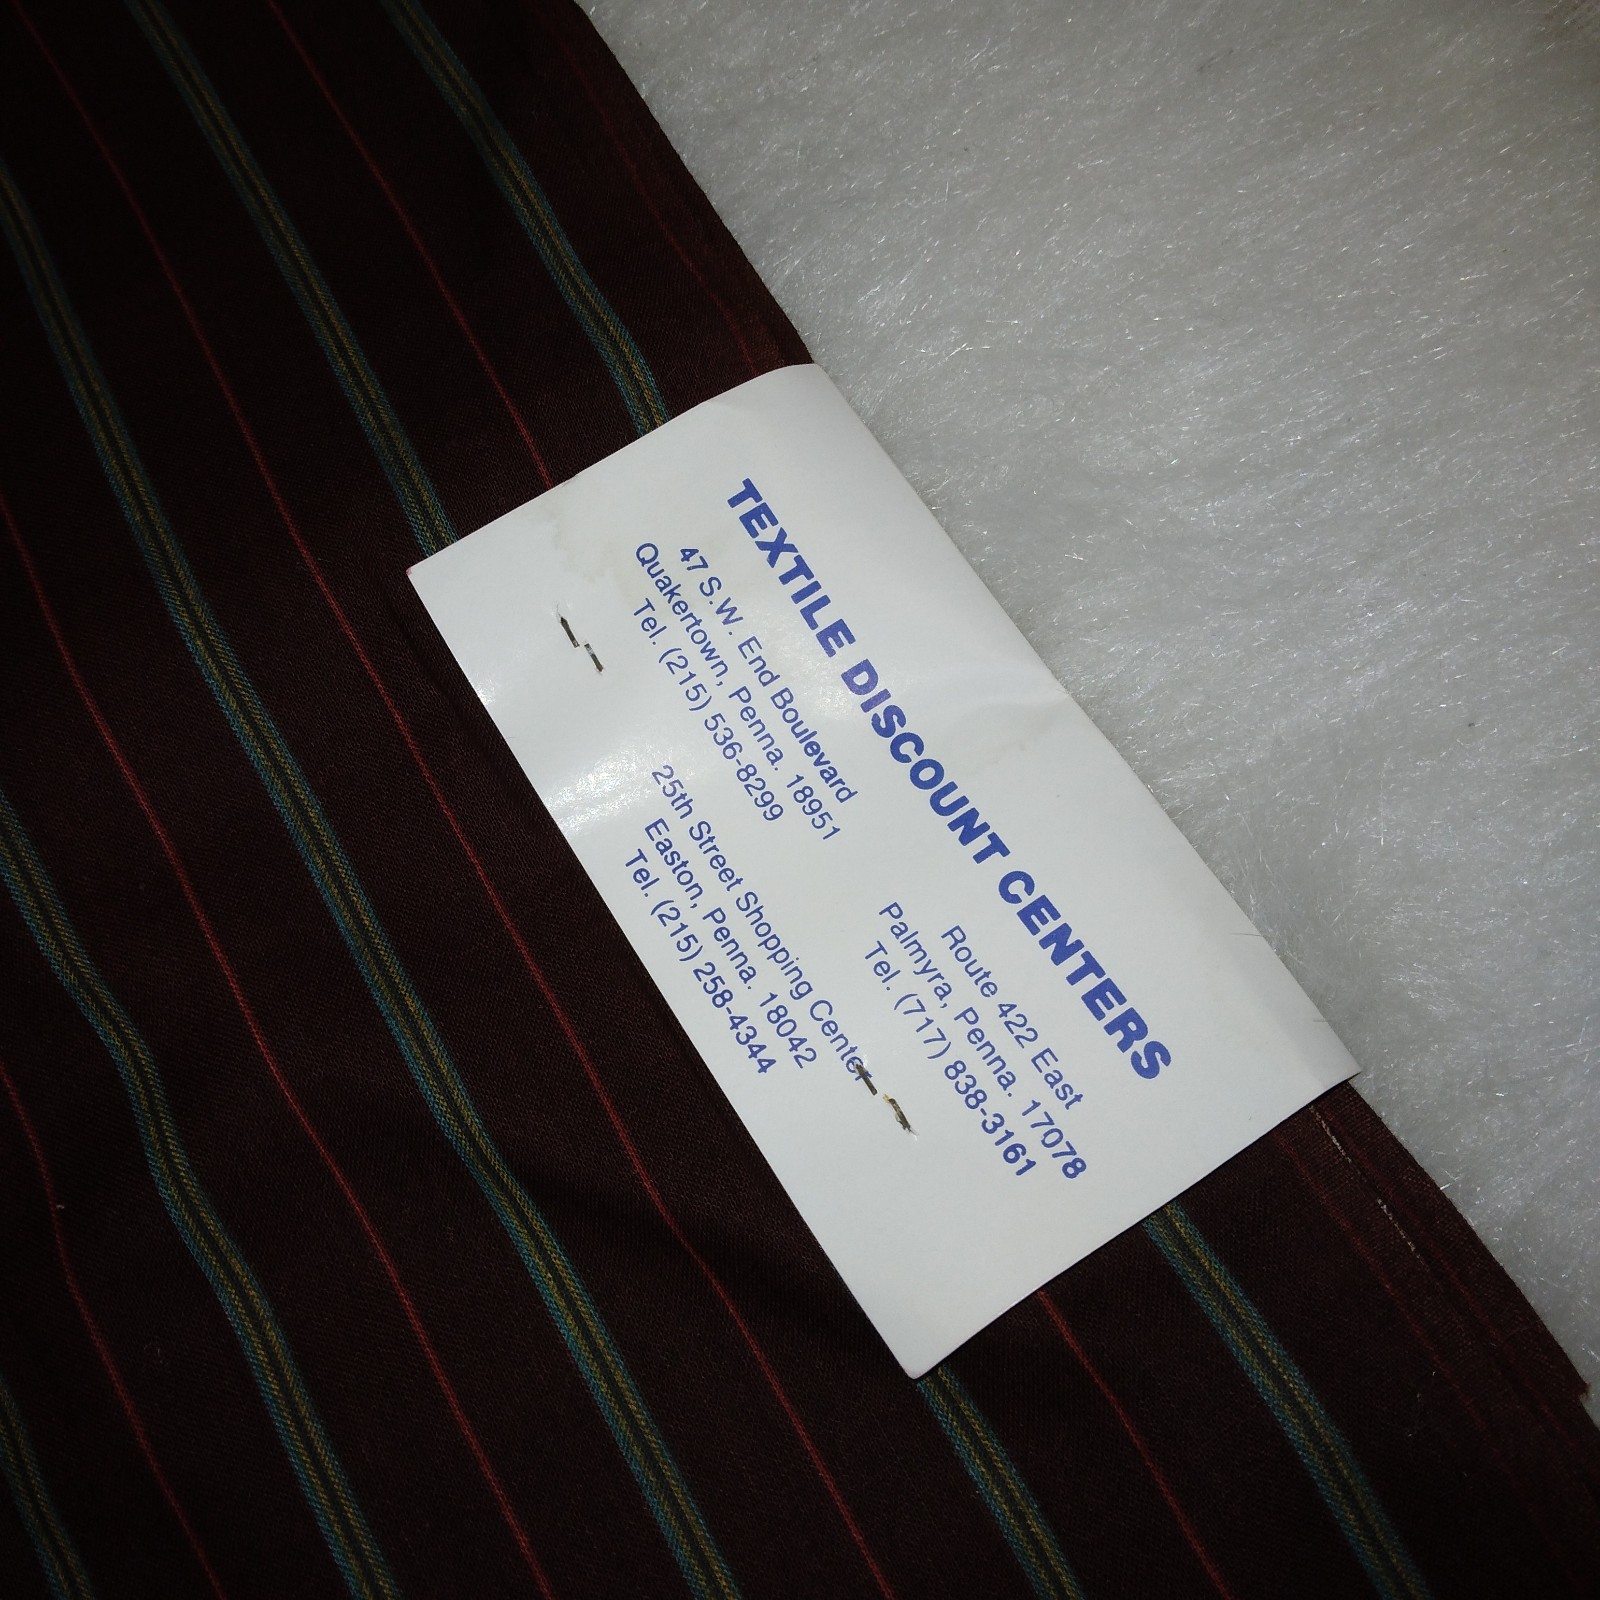 TEXTILE DISCOUNT CENTERS
47 S.W. End Boulevard
Quakertown, Penna. 18951
Tel. (215) 536-8299
Route 422 East
Palmyra, Penna. 17078
Tel. (717) 838-3161
25th Street Shopping Center
Easton, Penna. 18042
Tel. (215) 258-4344